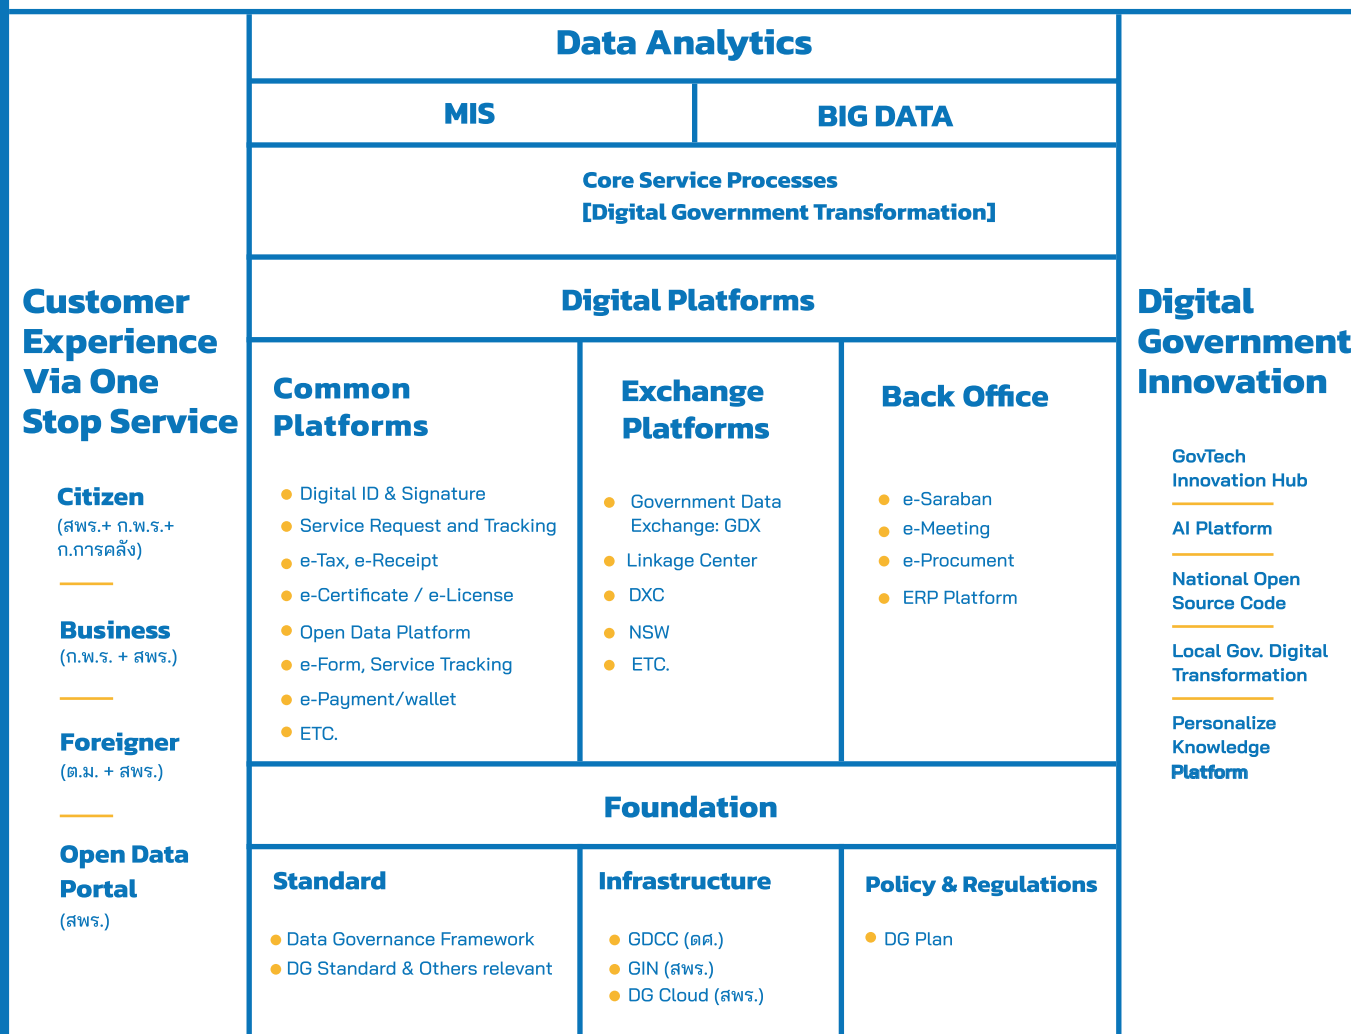 Data Analytics
MIS
BIG DATA
Core Service Processes
[Digital Government Transformation]
Digital Platforms
Customer
Experience
Via One
Stop Service
Citizen
(สพร.+ ก.พ.ร.+
ก.การคลัง)
Business
(ก.พ.ร. + สพร.)
Foreigner
(ต.ม. + สพร.)
Open Data
Portal
(สพร.)
Common
Platforms
Digital ID & Signature
Service Request and Tracking
e-Tax, e-Receipt
e-Certificate / e-License
Open Data Platform
e-Form, Service Tracking
e-Payment/wallet
ETC.
Exchange
Platforms
Government Data
Exchange: GDX
Linkage Center
DXC
NSW
ETC.
Back Office
e-Saraban
e-Meeting
e-Procument
ERP Platform
Foundation
Standard
Data Governance Framework
DG Standard & Others relevant
Infrastructure
GDCC (ดศ.)
GIN (สพร.)
DG Cloud (สพร.)
Policy & Regulations
DG Plan
Digital
Government
Innovation
GovTech
Innovation Hub
AI Platform
National Open
Source Code
Local Gov. Digital
Transformation
Personalize
Knowledge
Platform